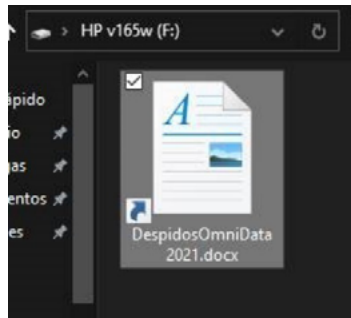 HP v165w (F:)
ápido
io
gas
entos
es
DespidosOmniData
2021.docx